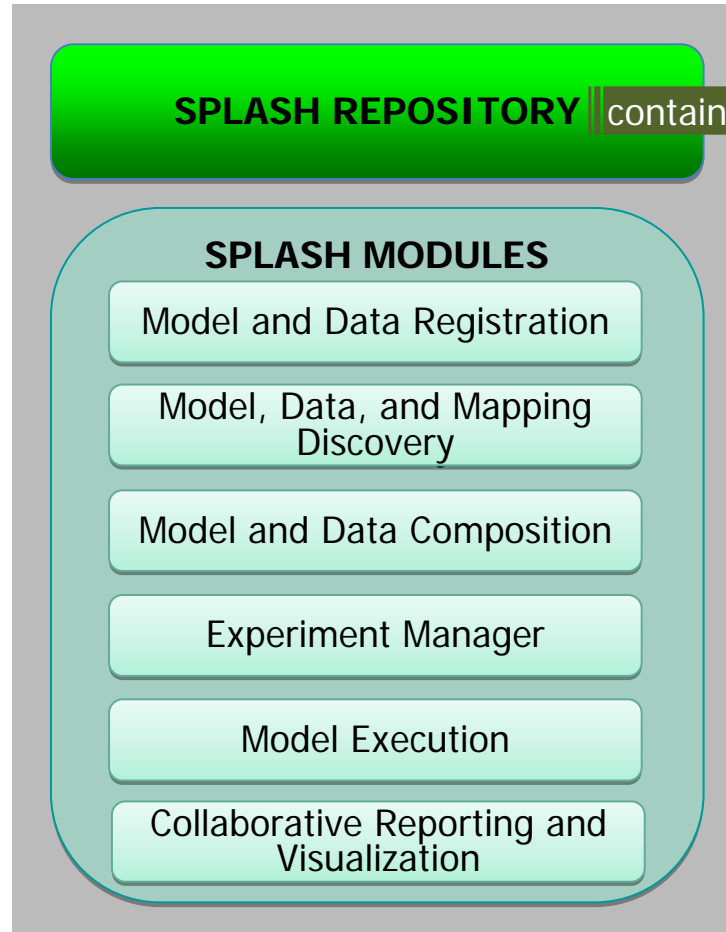 SPLASH REPOSITORY contain
SPLASH MODULES
Model and Data Registration
Model, Data, and Mapping
Discovery
Model and Data Composition
Experiment Manager
Model Execution
Collaborative Reporting and
Visualization